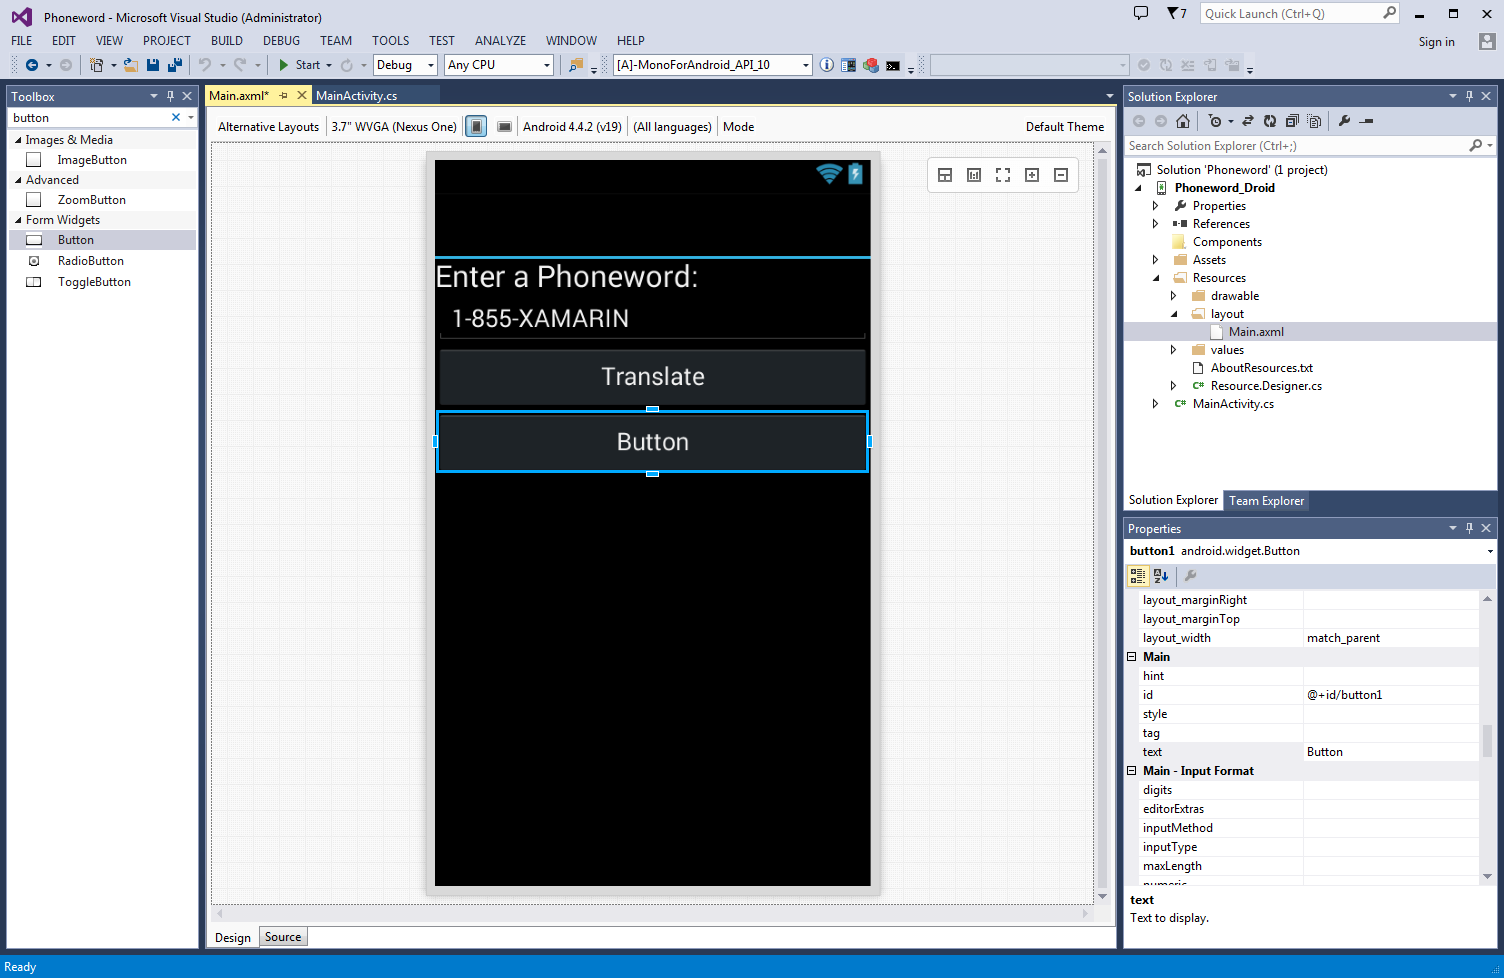 Phoneword - Microsoft Visual Studio (Administrator)
7
Quick Launch (Ctrl+Q)
FILE EDIT VIEW PROJECT BUILD DEBUG TEAM TOOLS TEST ANALYZE WINDOW HELP
Sign in
Start Debug Any CPU [A]-MonoForAndroid_API_10
Toolbox
button
Images & Media
ImageButton
Advanced
ZoomButton
Form Widgets
Button
RadioButton
ToggleButton
Main.axml* MainActivity.cs
Alternative Layouts 3.7" WVGA (Nexus One) Android 4.4.2 (v19) (All languages) Mode Default Theme
Enter a Phoneword:
1-855-XAMARIN
Translate
Button
Design Source
Solution Explorer
Search Solution Explorer (Ctrl+;)
Solution 'Phoneword' (1 project)
Phoneword_Droid
Properties
References
Components
Assets
Resources
drawable
layout
Main.axml
values
AboutResources.txt
C# Resource.Designer.cs
C# MainActivity.cs
Solution Explorer Team Explorer
Properties
button1 android.widget.Button
layout_marginRight
layout_marginTop
layout_width match_parent
Main
hint
id @+id/button1
style
tag
text Button
Main - Input Format
digits
editorExtras
inputMethod
inputType
maxLength
numeric
text
Text to display.
Ready